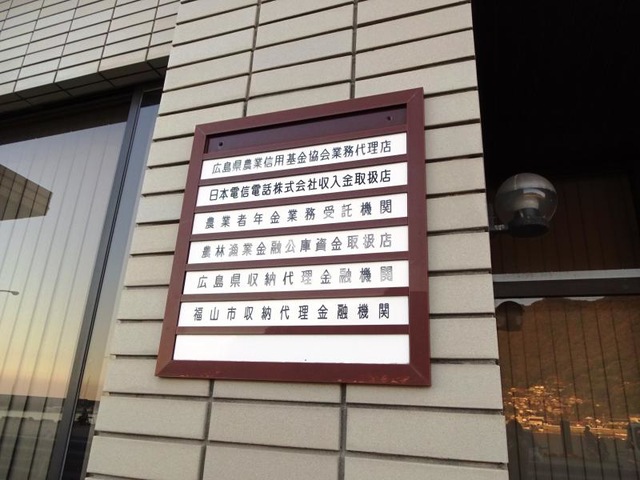 広島県農業信用基金協会業務代理店
日本電信電話株式会社収入金取扱店
農業者年金業務受託機関
農林漁業金融公庫資金取扱店
広島県収納代理金融機関
福山市収納代理金融機関